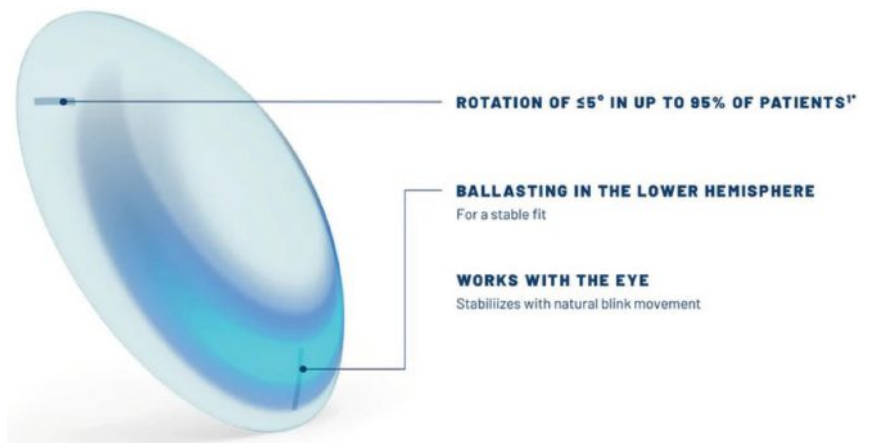 ROTATION OF ≤5° IN UP TO 95% OF PATIENTS¹*
BALLASTING IN THE LOWER HEMISPHERE
For a stable fit
WORKS WITH THE EYE
Stabiliizes with natural blink movement